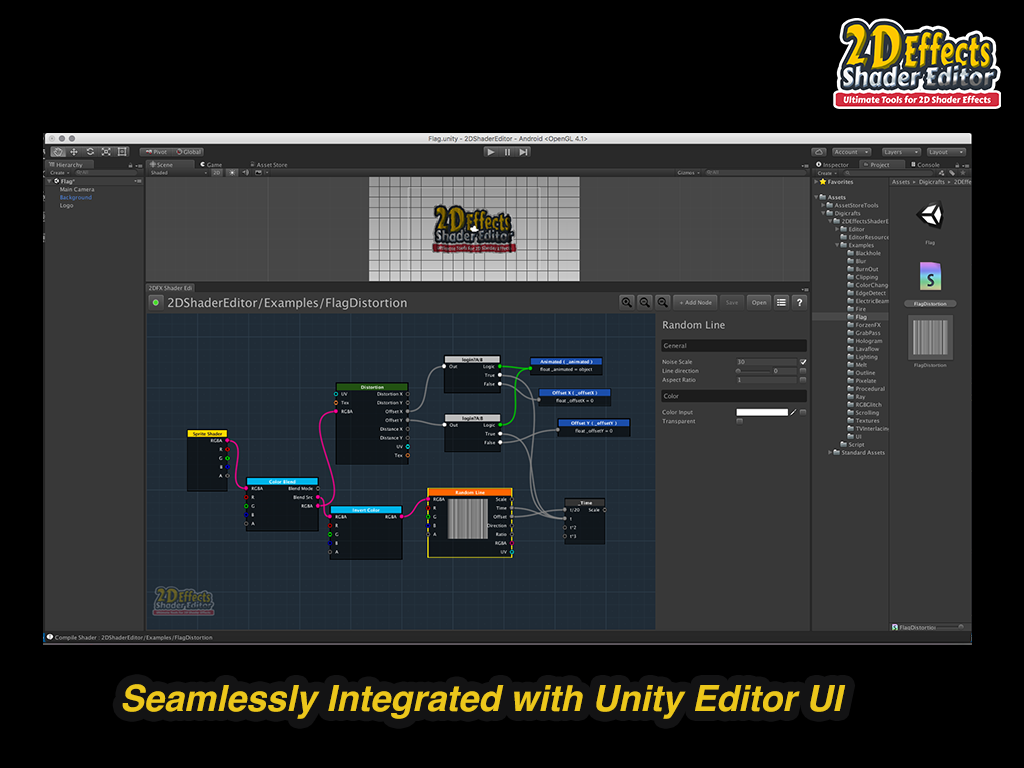 2D Effects
Shader Editor
Ultimate Tools for 2D Shader Effects
Flag.unity - 2DShaderEditor - Android <OpenGL 4.1>
Pivot Global
Account Layers Layout
Hierarchy
Scene Game Asset Store
Inspector Project Console
Create
Shaded 2D
Gizmos
Create
Flag*
Main Camera
Background
Logo
2D Effects
Shader Editor
Favorites
Assets
AssetStoreTools
Digicrafts
2DEffectsShaderE
Editor
EditorResource
Examples
Blackhole
Blur
BurnOut
Clipping
ColorChang
EdgeDetect
ElectricBeam
Fire
Flag
ForzenFX
GrabPass
Hologram
Lavaflow
Lighting
Melt
Outline
Pixelate
Procedural
Ray
RGBGlitch
Scrolling
Textures
TVInterlacing
UI
Script
Standard Assets
Assets ▸ Digicrafts ▸ 2DEffe
Flag
S
FlagDistortion
FlagDistortion
FlagDistortion
2DFX Shader Edi
2DShaderEditor/Examples/FlagDistortion
+ Add Node Save Open ?
Sprite Shader
RGBA
R
G
B
A
Color Blend
RGBA Blend Mode
R Blend Src
G RGBA
B
A
Distortion
UV Distortion X
Tex Distortion Y
RGBA Offset X
Offset Y
Distance X
Distance Y
UV
Tex
Invert Color
RGBA RGBA
R
G
B
A
login?A:B
Out Logic
True
False
login?A:B
Out Logic
True
False
Animated ( _animated )
float _animated = object
Offset X ( _offsetX )
float _offsetX = 0
Offset Y ( _offsetY )
float _offsetY = 0
Random Line
RGBA Scale
R Time
G Offset
B Direction
A Ratio
RGBA
UV
_Time
t/20 Scale
t
t*2
t*3
2D Effects
Shader Editor
Random Line
General
Noise Scale 30
Line direction 0
Aspect Ratio 1
Color
Color Input
Transparent
Compile Shader : 2DShaderEditor/Examples/FlagDistortion
Seamlessly Integrated with Unity Editor UI